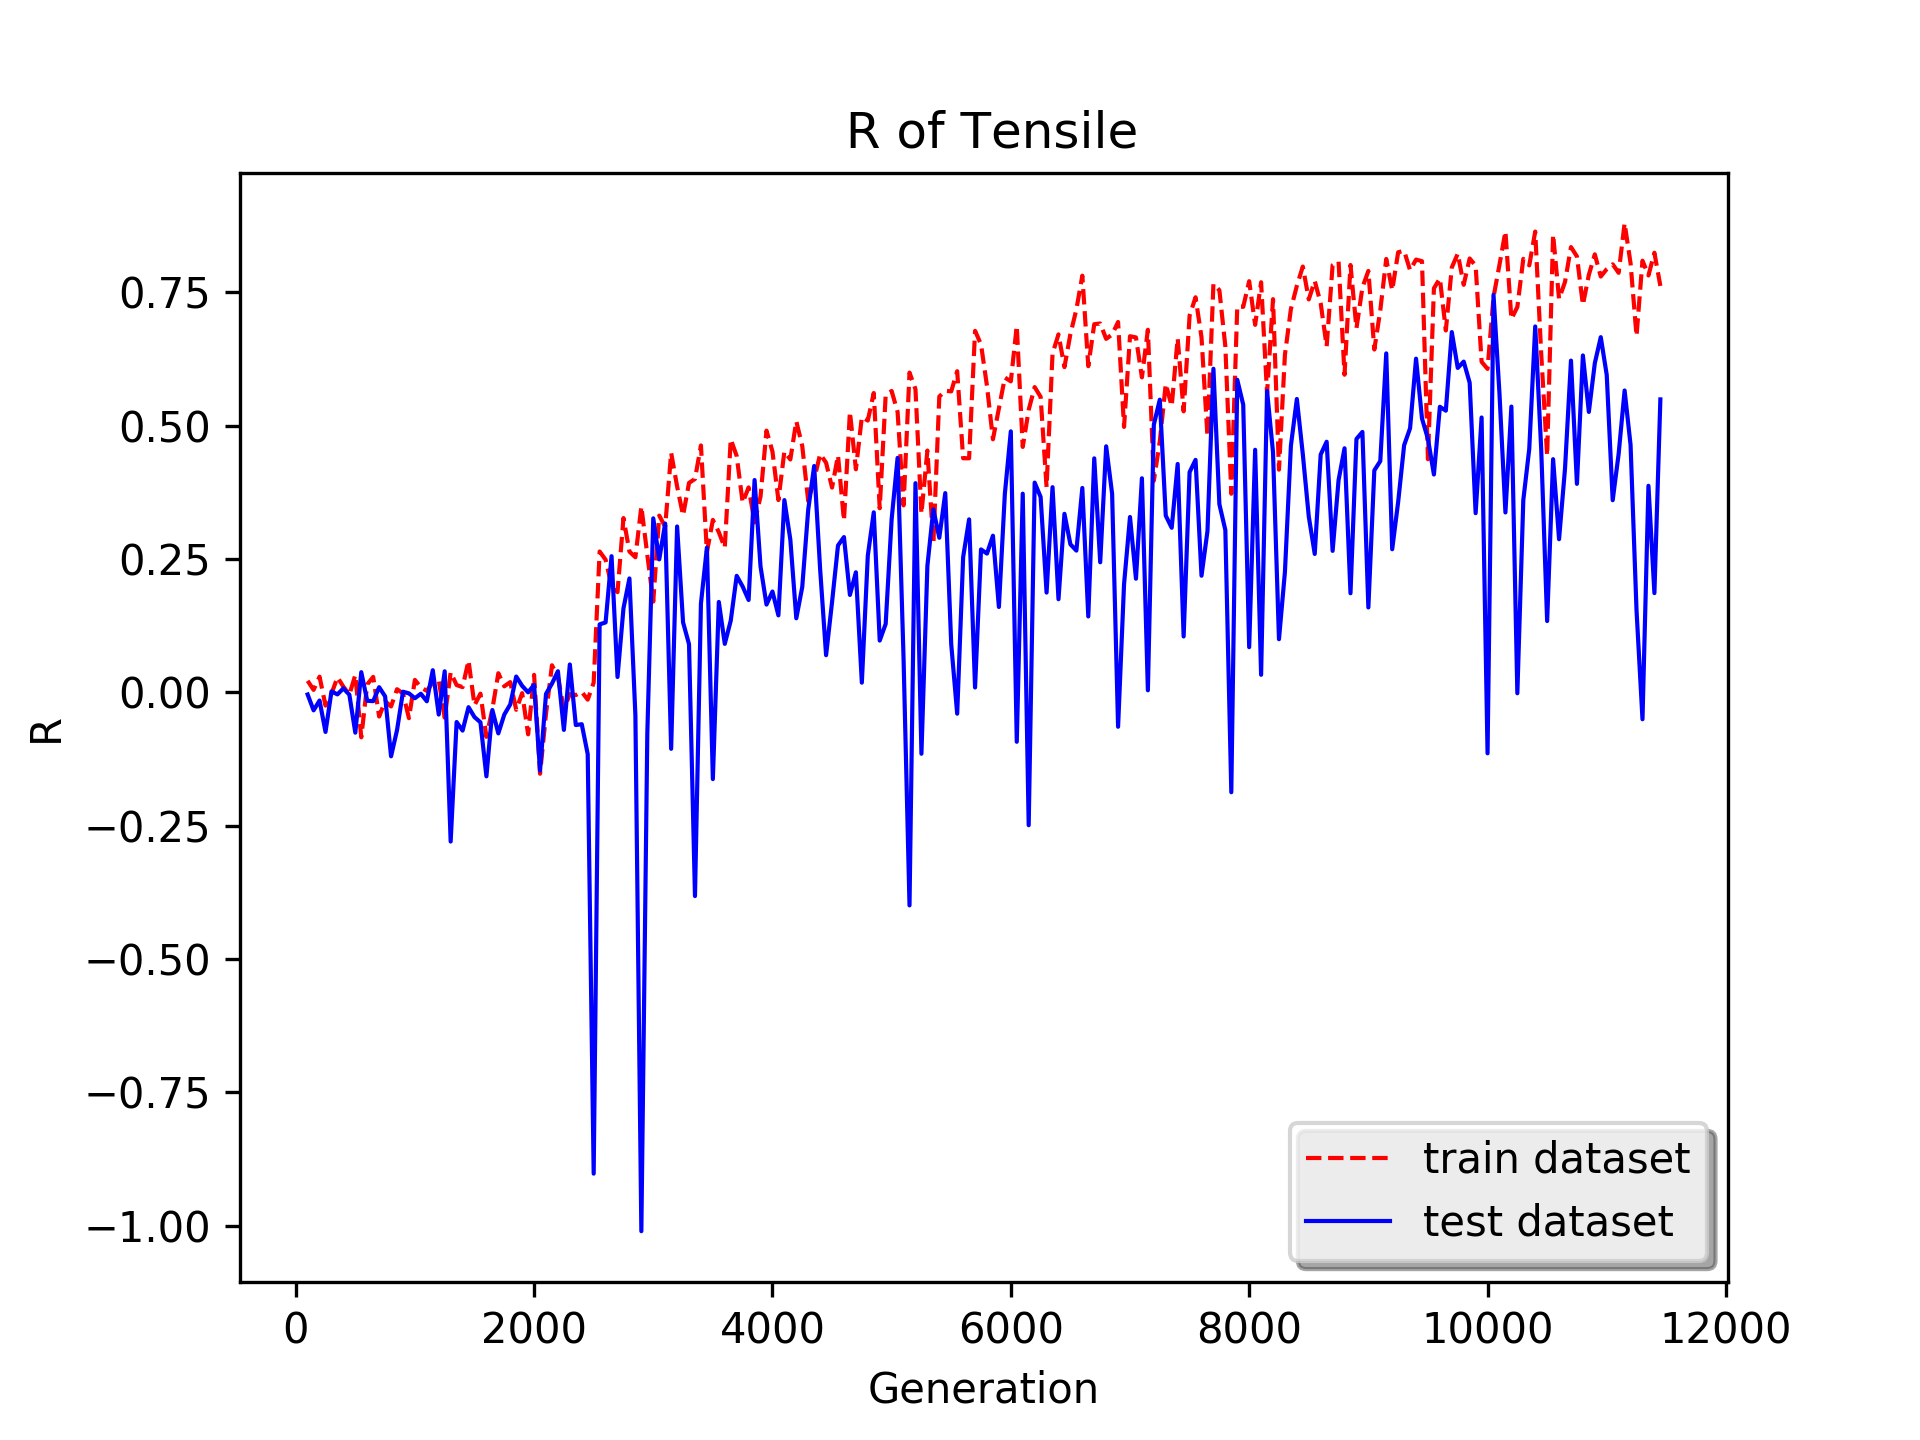 R of Tensile
R
0.75
0.50
0.25
0.00
−0.25
−0.50
−0.75
−1.00
0 2000 4000 6000 8000 10000 12000
Generation
train dataset
test dataset